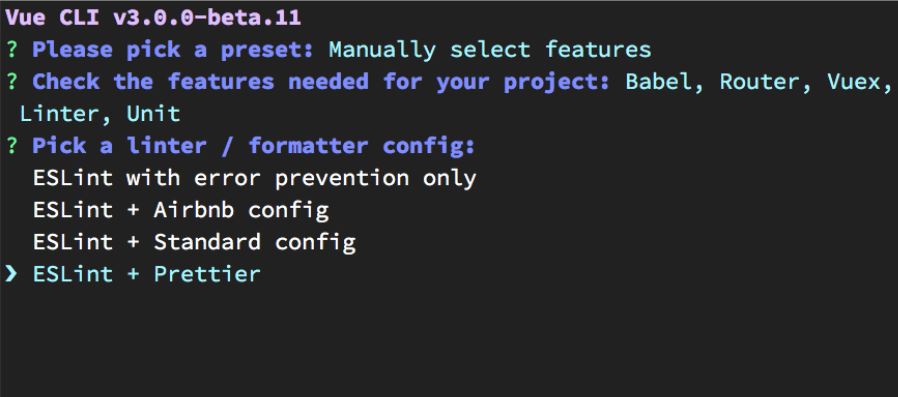 Vue CLI v3.0.0-beta.11
? Please pick a preset: Manually select features
? Check the features needed for your project: Babel, Router, Vuex,
Linter, Unit
? Pick a linter / formatter config:
ESLint with error prevention only
ESLint + Airbnb config
ESLint + Standard config
❯ ESLint + Prettier